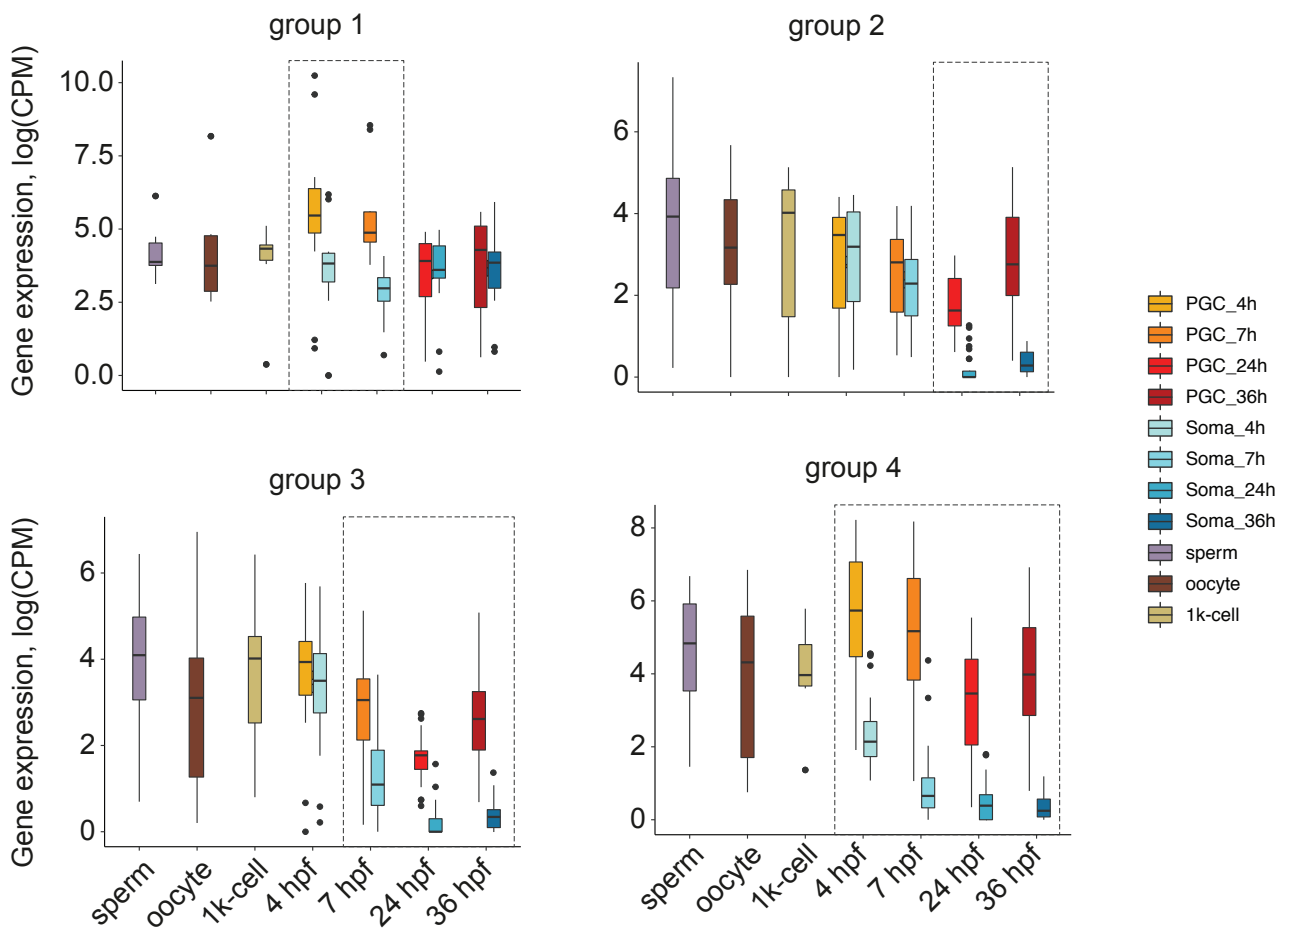 group 1
group 2
Gene expression, log(CPM)
10.0
7.5
5.0
2.5
0.0
6
4
2
0
group 3
group 4
Gene expression, log(CPM)
6
4
2
0
8
6
4
2
0
sperm
oocyte
1k-cell
4 hpf
7 hpf
24 hpf
36 hpf
sperm
oocyte
1k-cell
4 hpf
7 hpf
24 hpf
36 hpf
PGC_4h
PGC_7h
PGC_24h
PGC_36h
Soma_4h
Soma_7h
Soma_24h
Soma_36h
sperm
oocyte
1k-cell